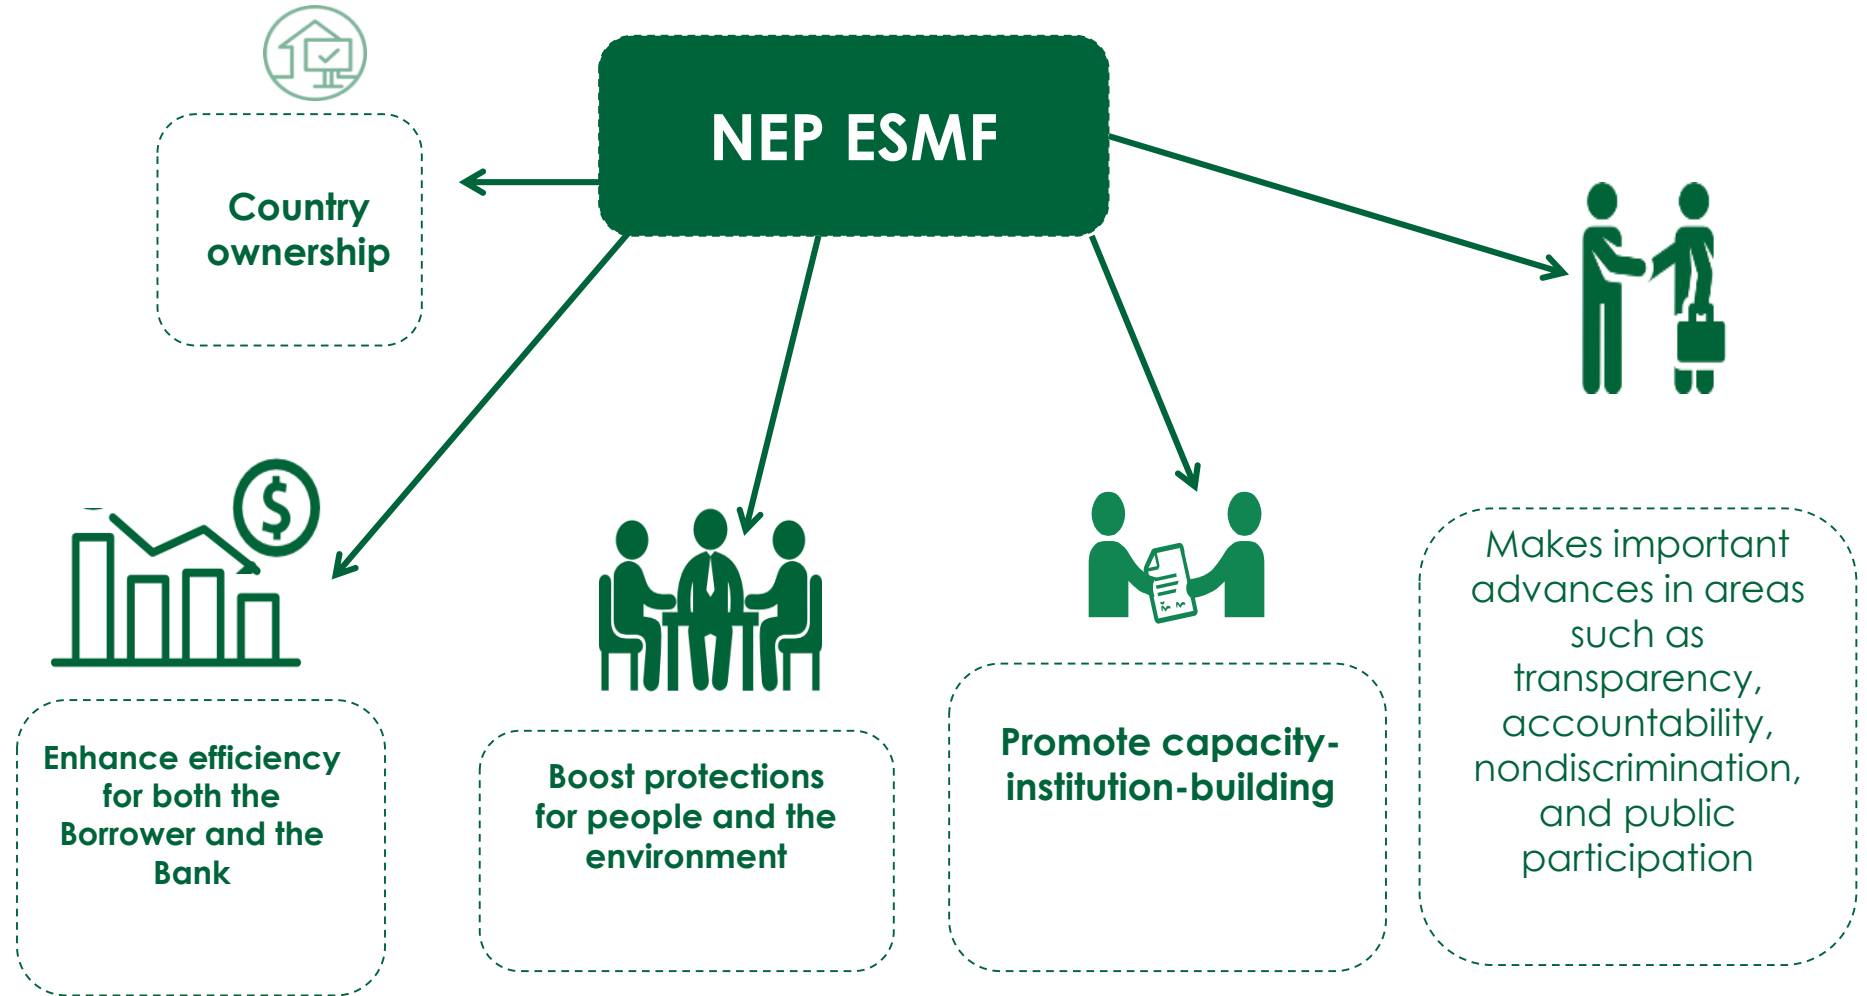 NEP ESMF
Country
ownership
Enhance efficiency
for both the
Borrower and the
Bank
Boost protections
for people and the
environment
Promote capacity-
institution-building
Makes important
advances in areas
such as
transparency,
accountability,
nondiscrimination,
and public
participation
$